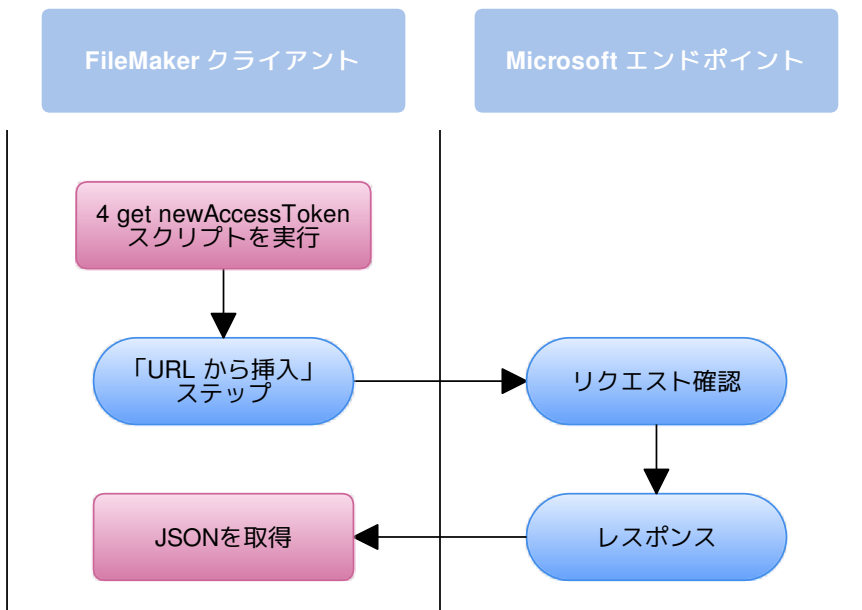 FileMaker クライアント
Microsoft エンドポイント
4 get newAccessToken
スクリプトを実行
「URL から挿入」
ステップ
リクエスト確認
JSONを取得
レスポンス